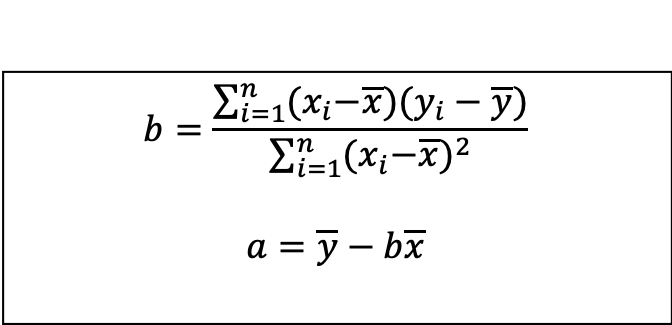 b = \frac{\sum_{i=1}^{n}(x_i-\overline{x})(y_i-\overline{y})}{\sum_{i=1}^{n}(x_i-\overline{x})^2}
a = \overline{y} - b\overline{x}